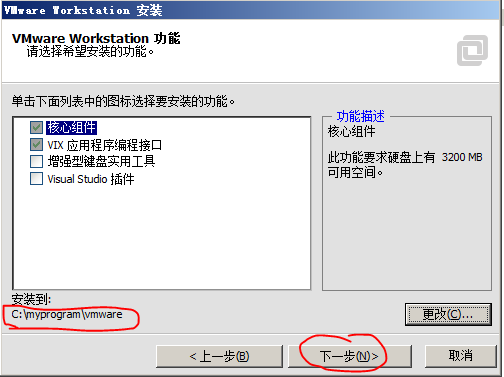 VMware Workstation 安装
VMware Workstation 功能
请选择希望安装的功能。
单击下面列表中的图标选择要安装的功能。
核心组件
VIX 应用程序编程接口
增强型键盘实用工具
Visual Studio 插件
功能描述
核心组件
此功能要求硬盘上有 3200 MB
可用空间。
安装到:
C:\myprogram\vmware
更改(C)...
< 上一步(B)
下一步(N)>
取消